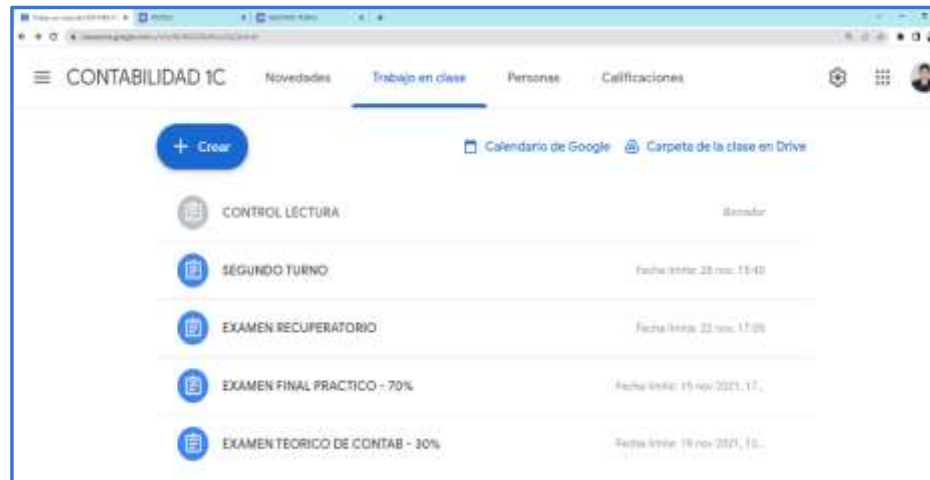 CONTABILIDAD 1C Novedades Trabajo en clase Personas Calificaciones
+ Crear Calendario de Google Carpeta de la clase en Drive
CONTROL LECTURA Borrador
SEGUNDO TURNO Fecha límite: 28 nov, 15:40
EXAMEN RECUPERATORIO Fecha límite: 22 nov, 17:05
EXAMEN FINAL PRACTICO - 70% Fecha límite: 19 nov 2021, 17...
EXAMEN TEORICO DE CONTAB - 30% Fecha límite: 19 nov 2021, 15...